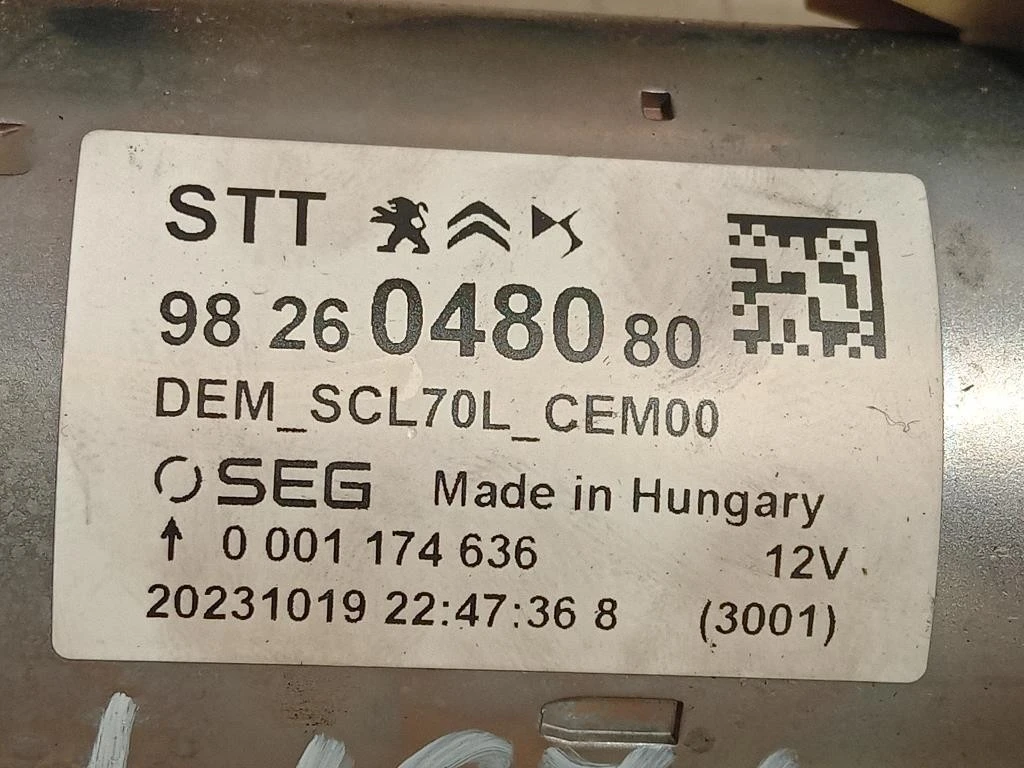 STT
98 26 0480 80
DEM_SCL70L_CEM00
SEG Made in Hungary
↑ 0 001 174 636 12V
20231019 22:47:36 8 (3001)